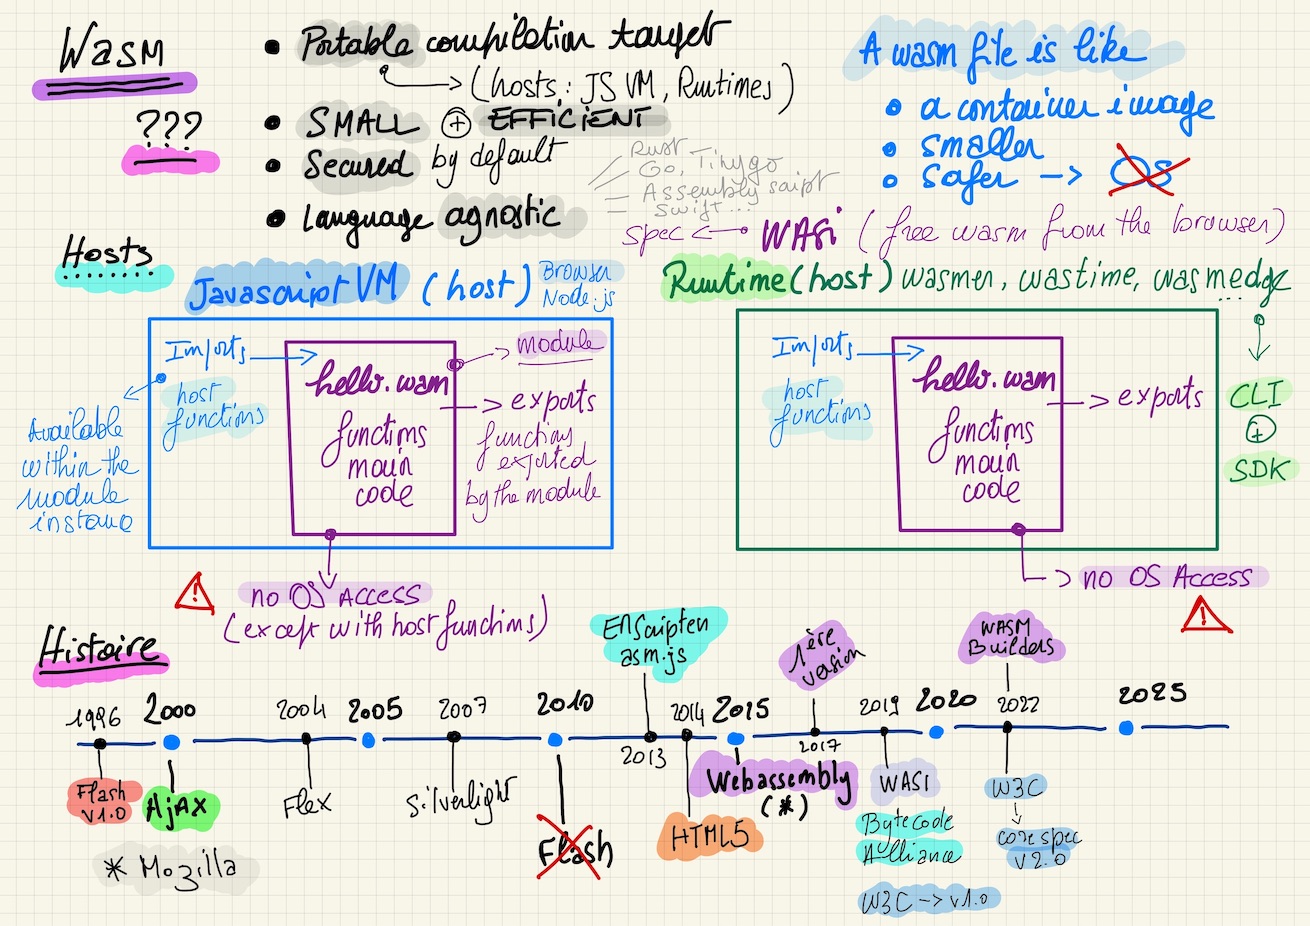 Wasm
???
• Portable compilation target
(hosts: JS VM, Runtimes)
• SMALL + EFFICIENT
• Secured by default
• Language agnostic
Rust
Go, Tinygo
Assembly script
Swift...
A wasm file is like
• a container image
• smaller
• safer -> OS
spec <- WASi (free wasm from the browser)
Hosts
Javascript VM (host)
Browser
Node.js
Imports
host
functions
Available
within the
module
instance
hello.wam
functions
main
code
module
exports
functions
exported
by the module
no OS Access
(except with host functions)
Runtime (host) wasmer, wastime, wasmedge
...
Imports
host
functions
hello.wam
functions
main
code
exports
CLI
+
SDK
no OS Access
!
!
Histoire
EMScripten
asm.js
1ère
version
WASM
Builders
1996 2000 2004 2005 2007 2010 2013 2014 2015 2017 2019 2020 2022 2025
Flash
v1.0
AjAX
Flex
Silverlight
Flash
HTML5
Webassembly
(*)
WASI
Bytecode
Alliance
W3C -> v1.0
W3C
core spec
V2.0
* Mozilla